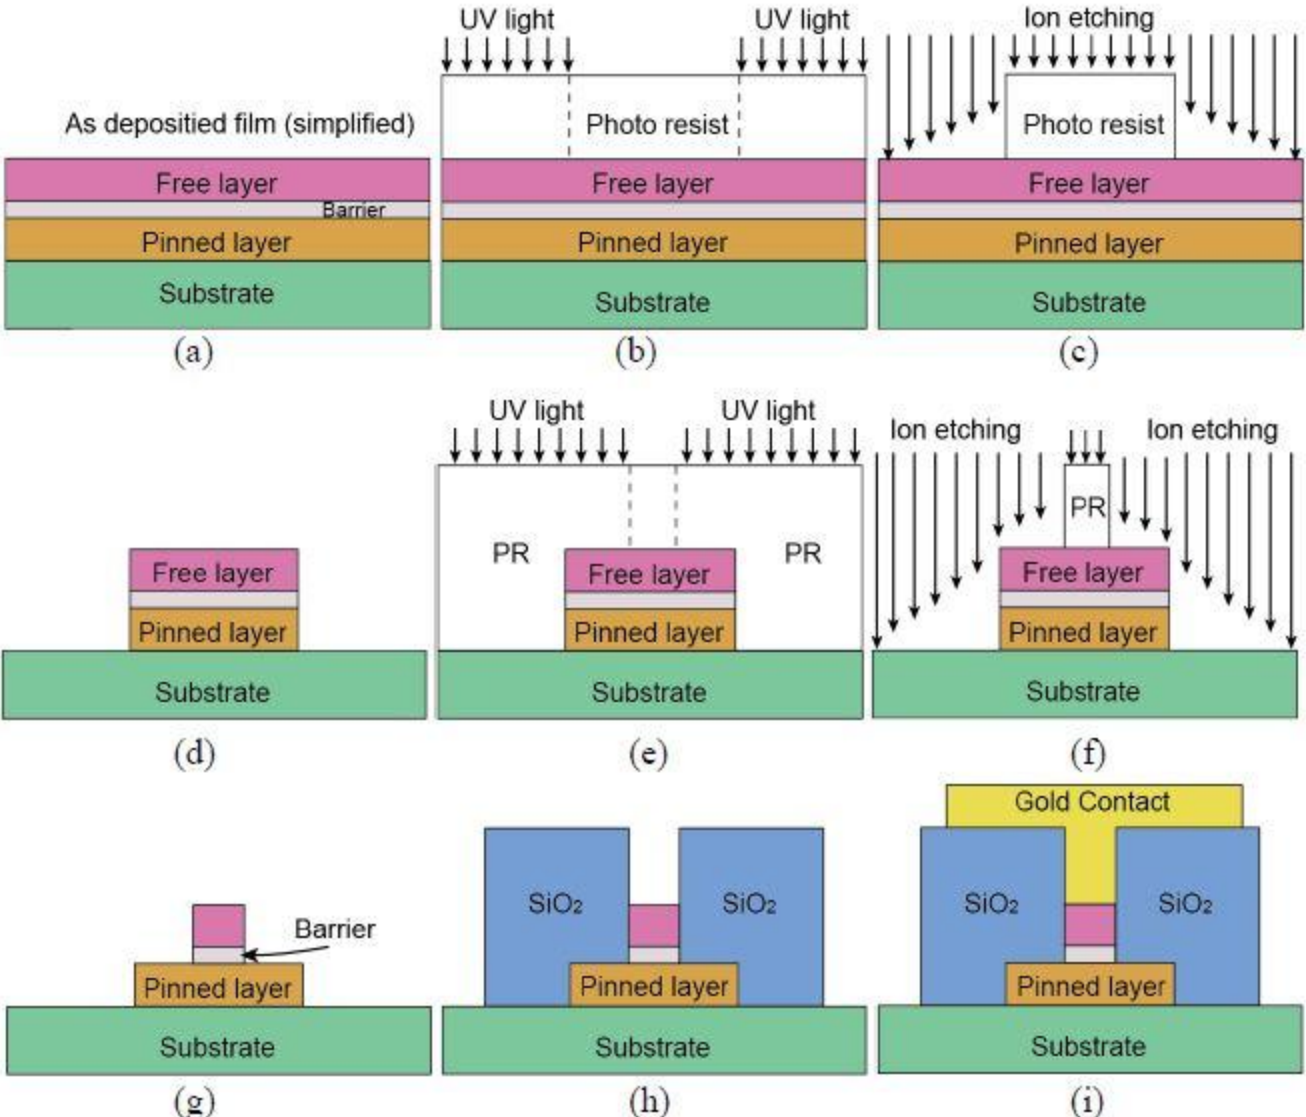 UV light
UV light
Ion etching
As depositied film (simplified)
Photo resist
Photo resist
Free layer
Free layer
Free layer
Barrier
Pinned layer
Pinned layer
Pinned layer
Substrate
Substrate
Substrate
(a)
(b)
(c)
UV light
UV light
Ion etching
Ion etching
PR
PR
PR
Free layer
Free layer
Free layer
Pinned layer
Pinned layer
Pinned layer
Substrate
Substrate
Substrate
(d)
(e)
(f)
Gold Contact
SiO₂
SiO₂
SiO₂
SiO₂
Barrier
Pinned layer
Pinned layer
Pinned layer
Substrate
Substrate
Substrate
(g)
(h)
(i)